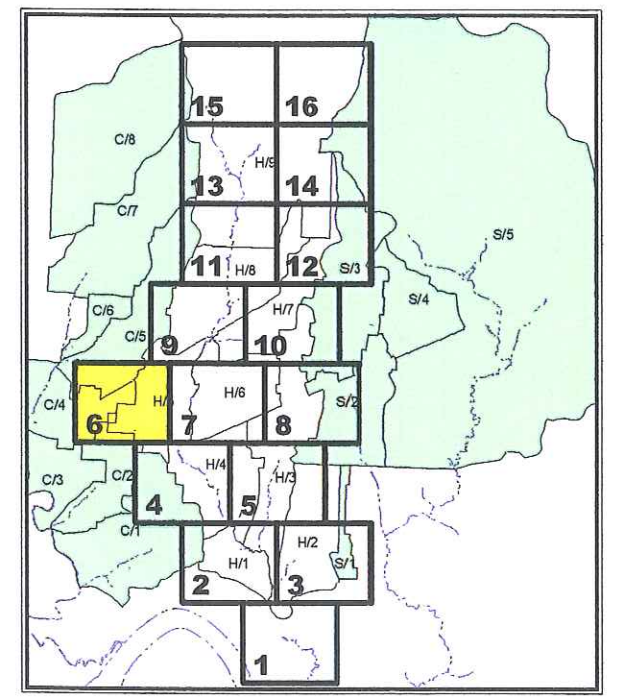 15 16
C/8
H/9
13 14
C/7
S/5
11 H/8 12 S/3
S/4
C/6
H/7
C/5
9 10
H/6
C/4 H/ S/2
6 7 8
H/4 H/3
C/3 C/2
4 5
C/1
H/2
H/1 S/1
2 3
1